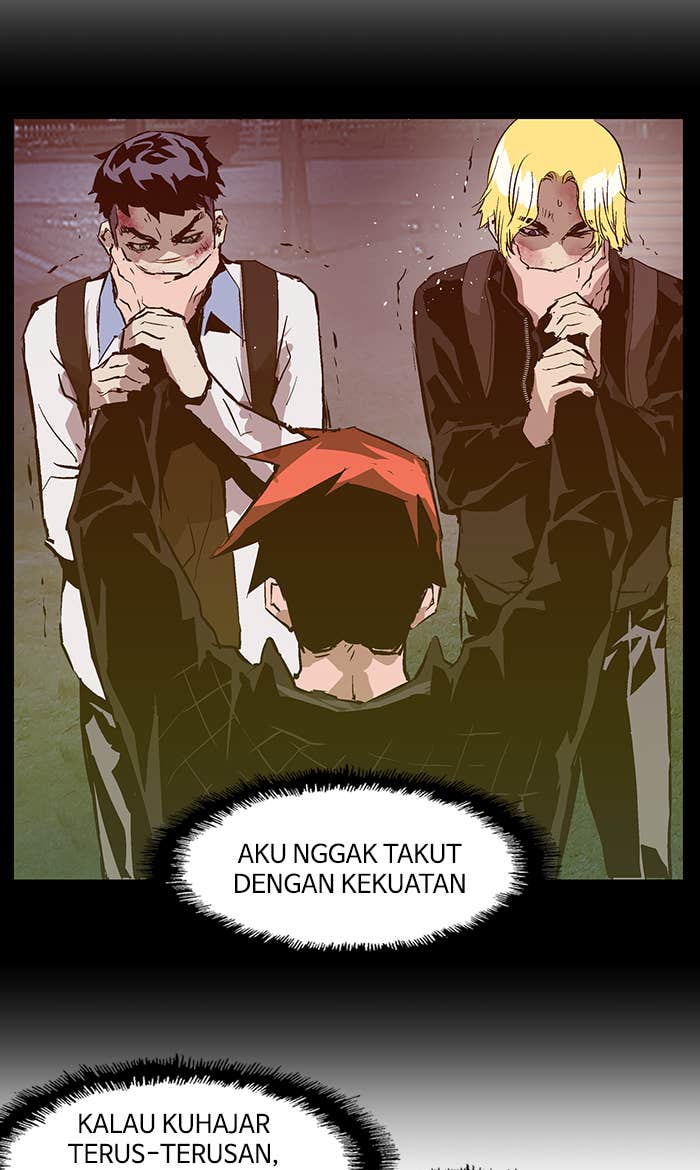 AKU NGGAK TAKUT
DENGAN KEKUATAN
KALAU KUHAJAR
TERUS-TERUSAN,